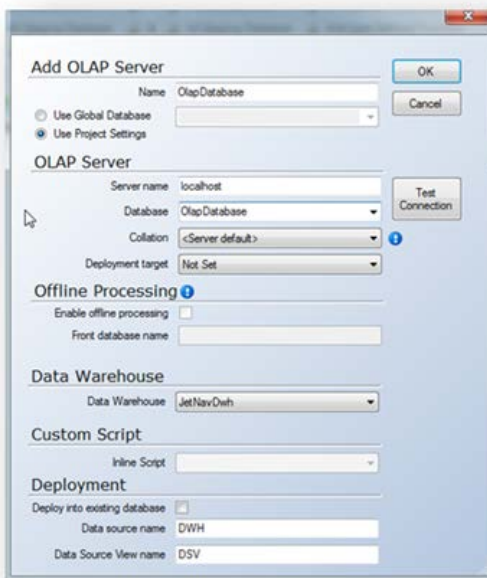 Add OLAP Server
OK
Name OlapDatabase
Cancel
Use Global Database
Use Project Settings
OLAP Server
Server name localhost
Test
Connection
Database OlapDatabase
Collation <Server default>
Deployment target Not Set
Offline Processing
Enable offline processing
Front database name
Data Warehouse
Data Warehouse JetNavDwh
Custom Script
Inline Script
Deployment
Deploy into existing database
Data source name DWH
Data Source View name DSV